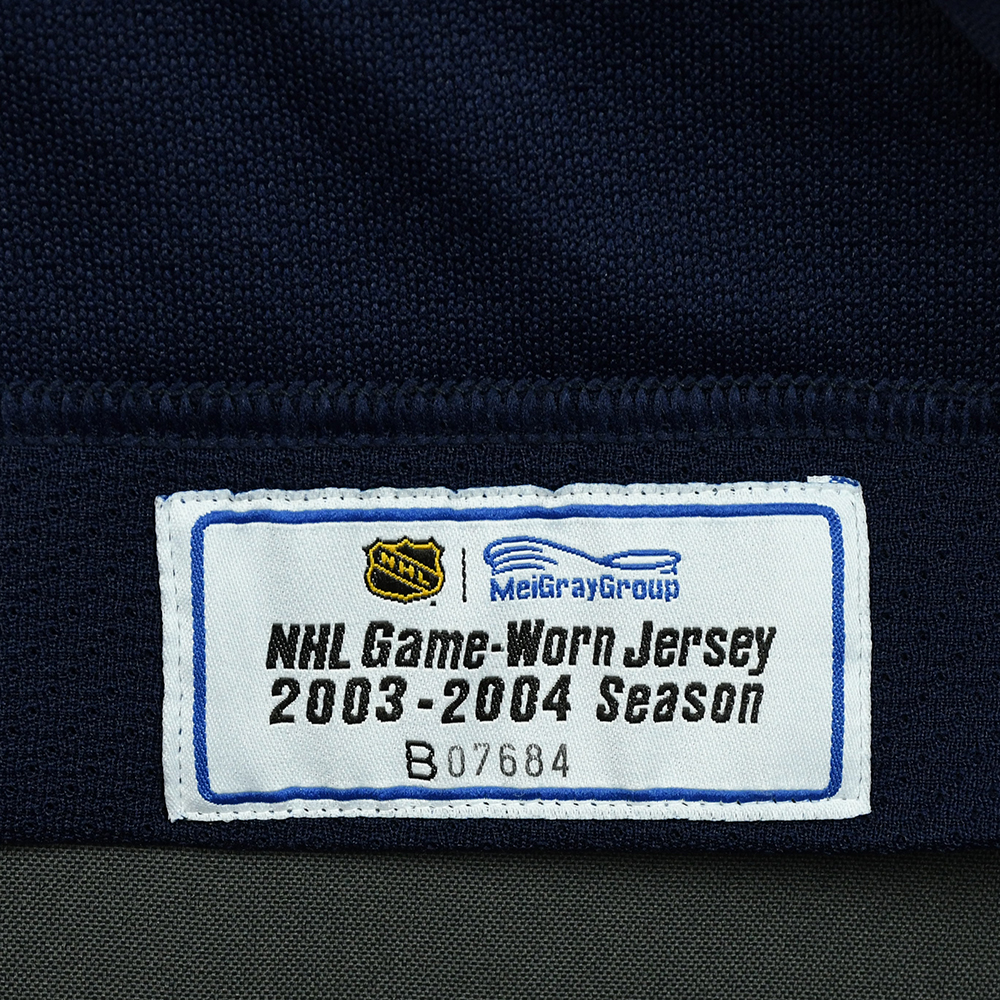 NHL MeiGrayGroup
NHL Game-Worn Jersey
2003-2004 Season
B07684